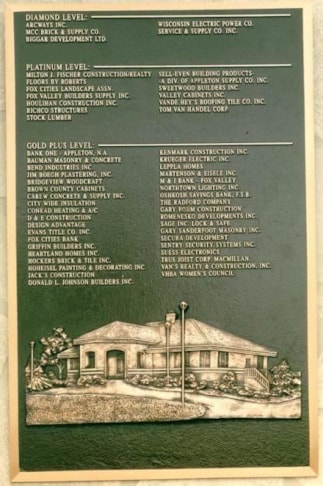 DIAMOND LEVEL:
ARCWAYS INC.
MCC BRICK & SUPPLY CO.
BIGGAR DEVELOPMENT LTD.
WISCONSIN ELECTRIC POWER CO.
SERVICE & SUPPLY CO. INC.
PLATINUM LEVEL:
MILTON J. FISCHER CONSTRUCTION/REALTY
FLOORS BY ROBERTS
FOX CITIES LANDSCAPE ASSN.
FOX VALLEY BUILDERS SUPPLY INC.
HOULIHAN CONSTRUCTION INC.
RICHCO STRUCTURES
STOCK LUMBER
SELL-EVEN BUILDING PRODUCTS
-A DIV. OF APPLETON SUPPLY CO. INC.
SWEETWOOD BUILDERS INC.
VALLEY CABINETS INC.
VANDE HEY'S ROOFING TILE CO. INC.
TOM VAN HANDEL CORP.
GOLD PLUS LEVEL:
BANK ONE - APPLETON, N.A.
BAUMAN MASONRY & CONCRETE
BEND INDUSTRIES INC.
JIM BORCH PLASTERING, INC.
BRIDGEVIEW WOODCRAFT
BROWN COUNTY CABINETS
CAREW CONCRETE & SUPPLY INC.
CITY WIDE INSULATION
CONEAD HEATING & A/C
D & E CONSTRUCTION
DESIGN ADVANTAGE
EVANS TITLE CO. INC.
FOX CITIES BANK
GRIFFIN BUILDERS INC.
HEARTLAND HOMES INC.
HOCKERS BRICK & TILE INC.
HOHEISEL PAINTING & DECORATING INC
JACK'S CONSTRUCTION
DONALD L. JOHNSON BUILDERS INC.
KENMARK CONSTRUCTION INC.
KRUEGER ELECTRIC INC.
LEPPLA HOMES
MARTENSON & EISELE INC.
M & I BANK - FOX VALLEY
NORTHTOWN LIGHTING INC.
OSHKOSH SAVINGS BANK, F.S.B.
THE RADFORD COMPANY
GARY ROHM CONSTRUCTION
ROMENESKO DEVELOPMENTS INC.
SAGE INC. LOCK & SAFE
GARY SANDERFOOT MASONRY INC.
SECURA DEVELOPMENT
SENTRY SECURITY SYSTEMS INC.
SUESS ELECTRONICS
TRUS JOIST CORP. MACMILLAN
VAN'S REALTY & CONSTRUCTION, INC.
VHBA WOMEN'S COUNCIL